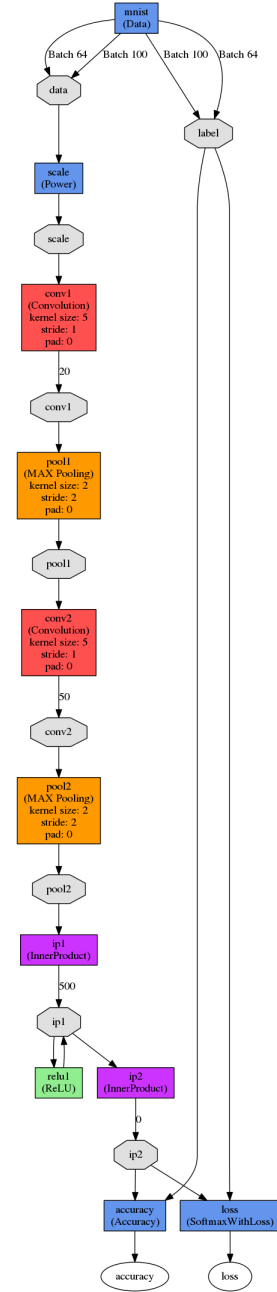 mnist
(Data)
Batch 64
Batch 100
Batch 100
Batch 64
data
label
scale
(Power)
scale
conv1
(Convolution)
kernel size: 5
stride: 1
pad: 0
20
conv1
pool1
(MAX Pooling)
kernel size: 2
stride: 2
pad: 0
pool1
conv2
(Convolution)
kernel size: 5
stride: 1
pad: 0
50
conv2
pool2
(MAX Pooling)
kernel size: 2
stride: 2
pad: 0
pool2
ip1
(InnerProduct)
500
ip1
relu1
(ReLU)
ip2
(InnerProduct)
0
ip2
accuracy
(Accuracy)
loss
(SoftmaxWithLoss)
accuracy
loss